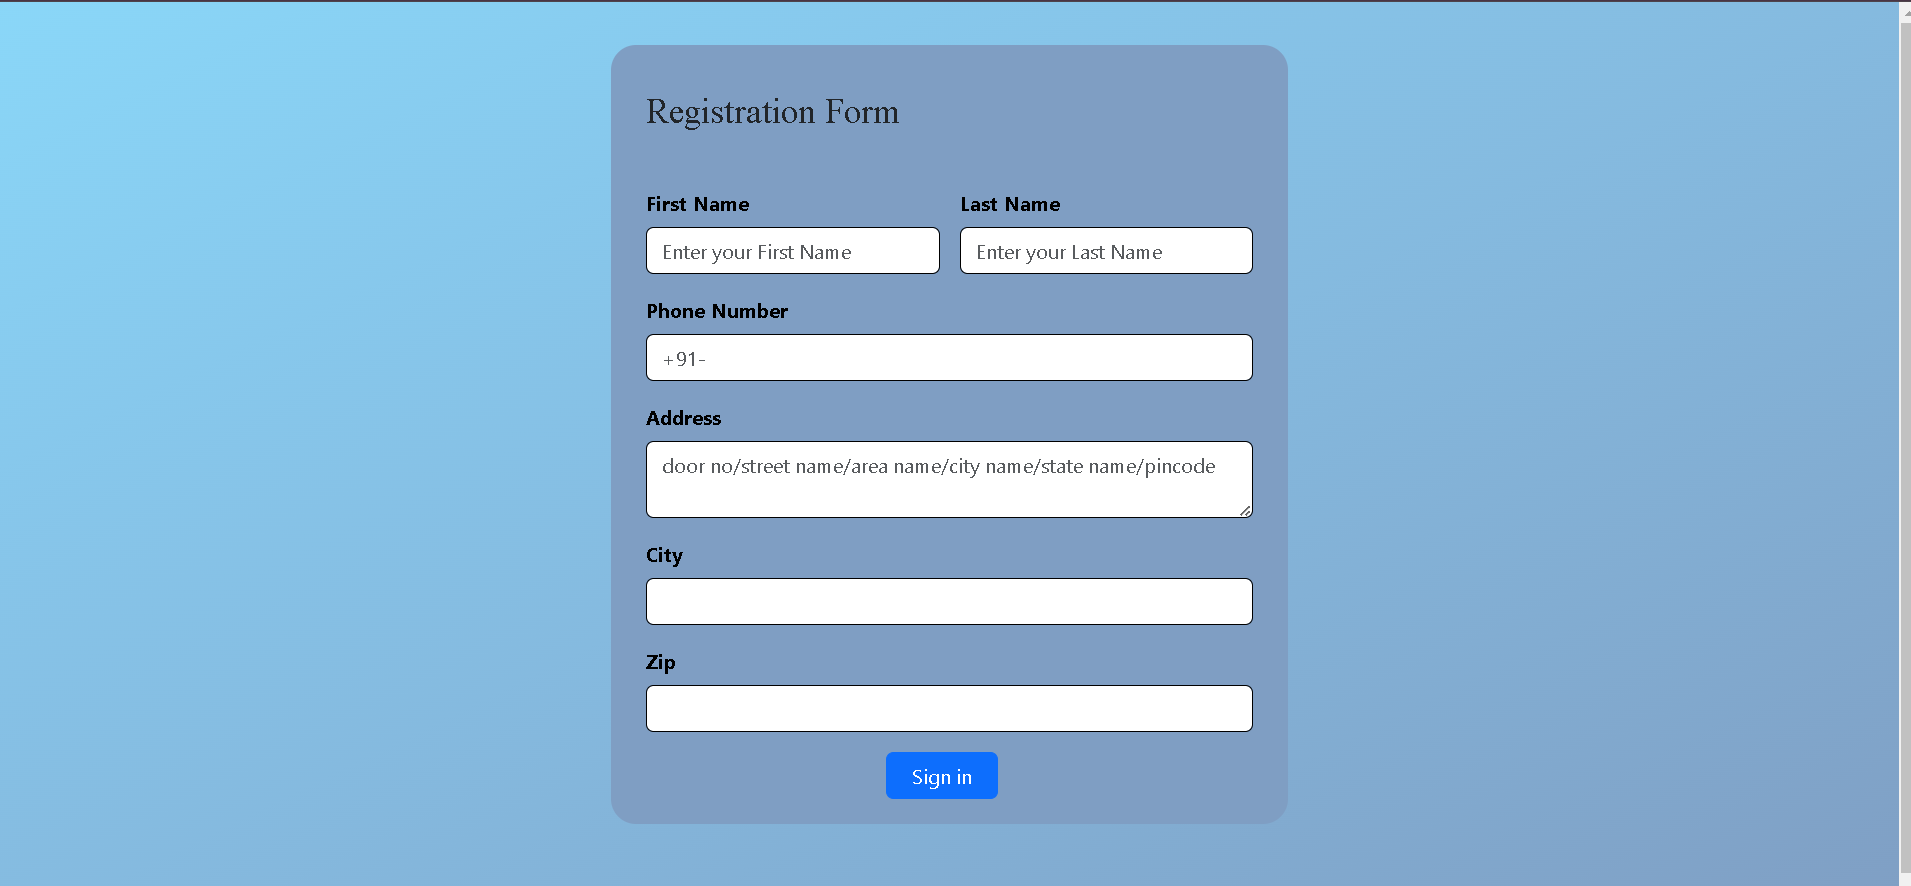 Registration Form
First Name Last Name
Enter your First Name Enter your Last Name
Phone Number
+91-
Address
door no/street name/area name/city name/state name/pincode
City
Zip
Sign in